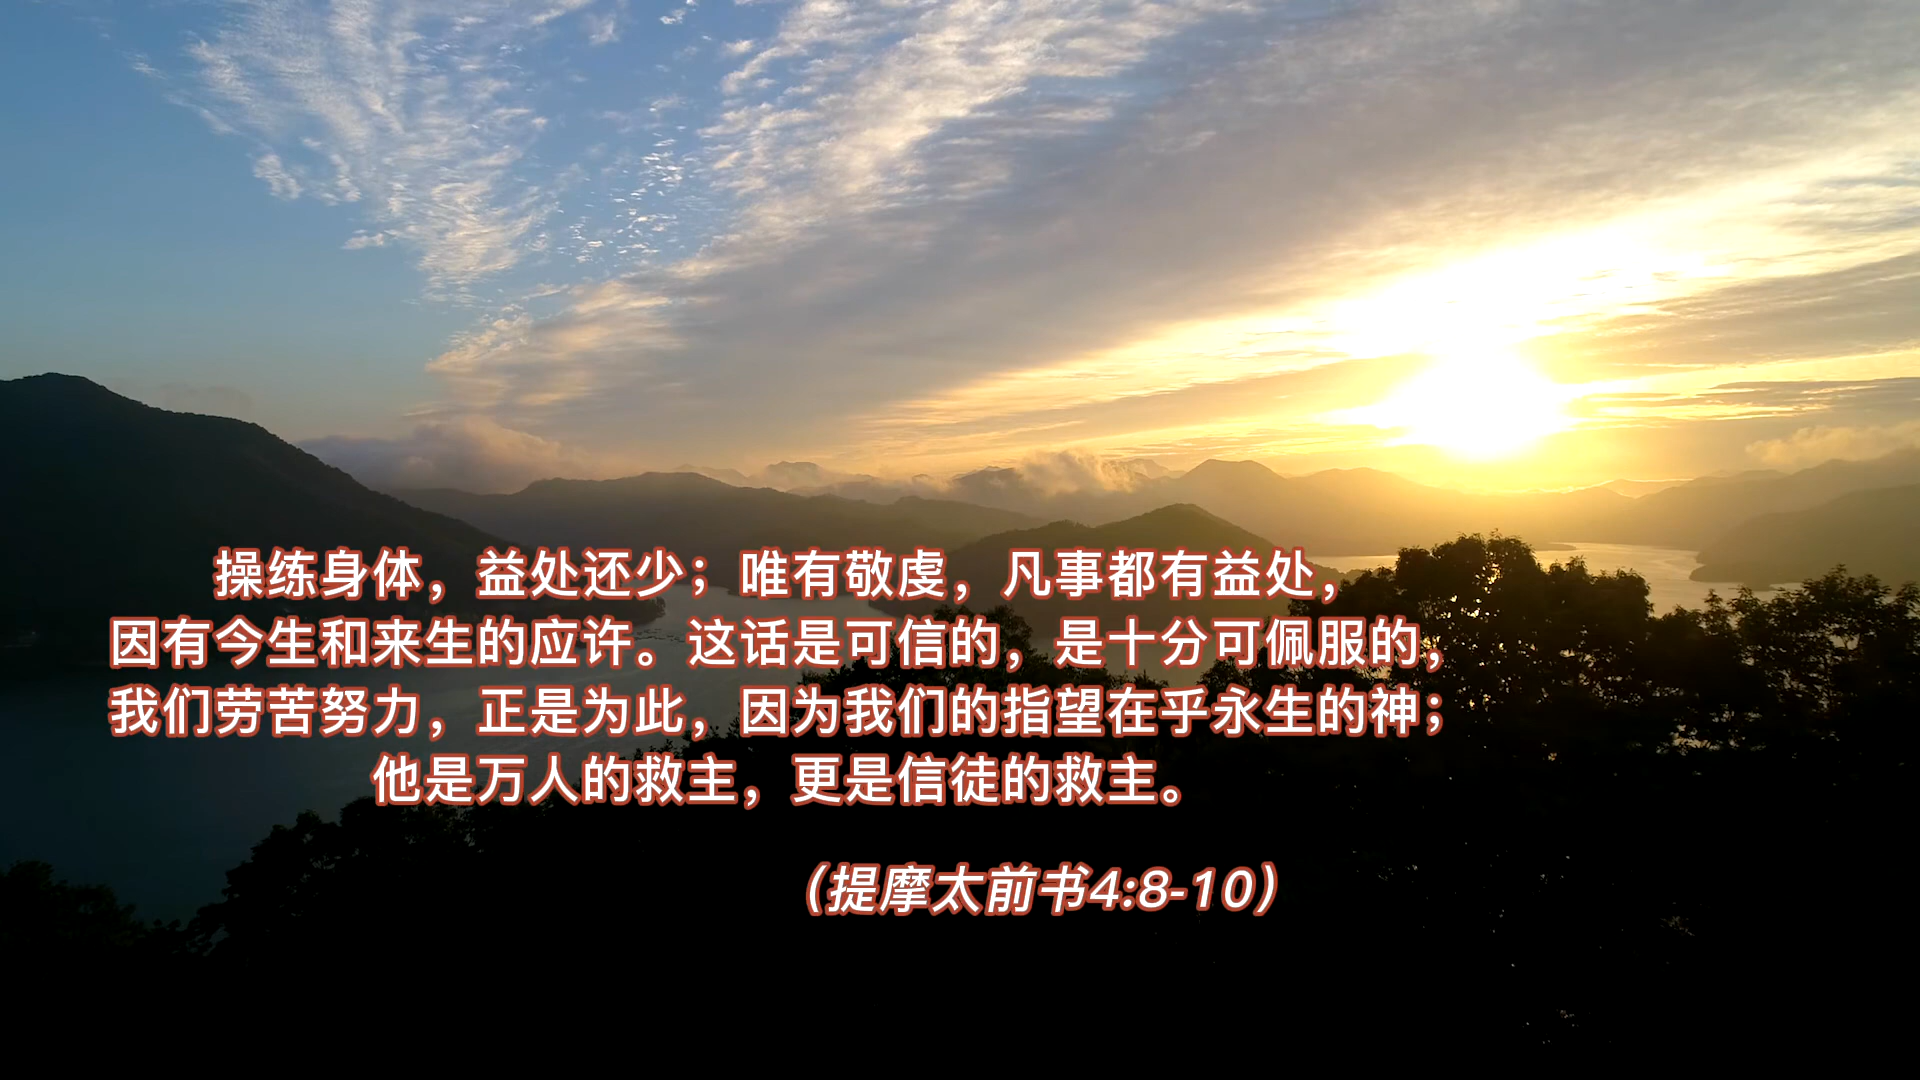 操练身体，益处还少；唯有敬虔，凡事都有益处，
因有今生和来生的应许。这话是可信的，是十分可佩服的，
我们劳苦努力，正是为此，因为我们的指望在乎永生的神；
他是万人的救主，更是信徒的救主。
（提摩太前书4:8-10）